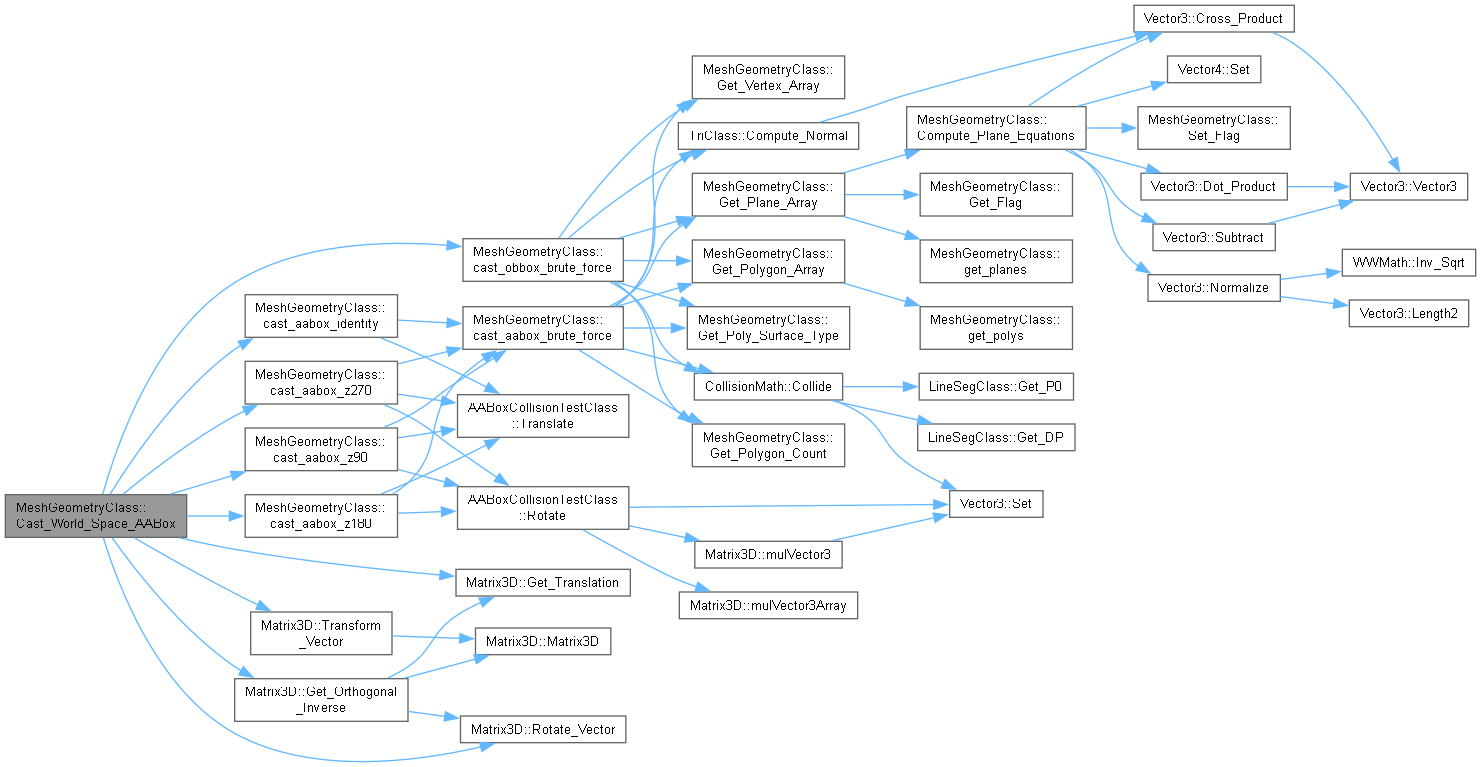 MeshGeometryClass::
Cast_World_Space_AABox
MeshGeometryClass::
cast_obbox_brute_force
MeshGeometryClass::
cast_aabox_identity
MeshGeometryClass::
cast_aabox_z270
MeshGeometryClass::
cast_aabox_z90
MeshGeometryClass::
cast_aabox_z180
MeshGeometryClass::
cast_aabox_brute_force
AABoxCollisionTestClass
::Translate
AABoxCollisionTestClass
::Rotate
Matrix3D::Get_Translation
Matrix3D::Transform
_Vector
Matrix3D::Matrix3D
Matrix3D::Get_Orthogonal
_Inverse
Matrix3D::Rotate_Vector
MeshGeometryClass::
Get_Vertex_Array
TriClass::Compute_Normal
MeshGeometryClass::
Get_Plane_Array
MeshGeometryClass::
Get_Polygon_Array
MeshGeometryClass::
Get_Poly_Surface_Type
CollisionMath::Collide
MeshGeometryClass::
Get_Polygon_Count
Matrix3D::mulVector3
Matrix3D::mulVector3Array
MeshGeometryClass::
Compute_Plane_Equations
MeshGeometryClass::
Get_Flag
MeshGeometryClass::
get_planes
MeshGeometryClass::
get_polys
LineSegClass::Get_P0
LineSegClass::Get_DP
Vector3::Set
Vector3::Cross_Product
Vector4::Set
MeshGeometryClass::
Set_Flag
Vector3::Dot_Product
Vector3::Subtract
Vector3::Normalize
Vector3::Vector3
WWMath::Inv_Sqrt
Vector3::Length2